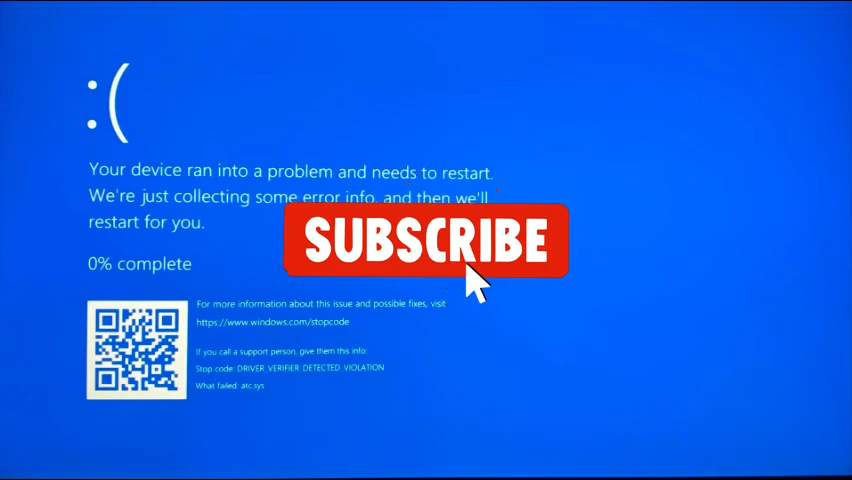 :(
Your device ran into a problem and needs to restart.
We're just collecting some error info, and then we'll
restart for you.
SUBSCRIBE
0% complete
For more information about this issue and possible fixes, visit
https://www.windows.com/stopcode
If you call a support person, give them this info:
Stop code: DRIVER_VERIFIER_DETECTED_VIOLATION
What failed: atc.sys